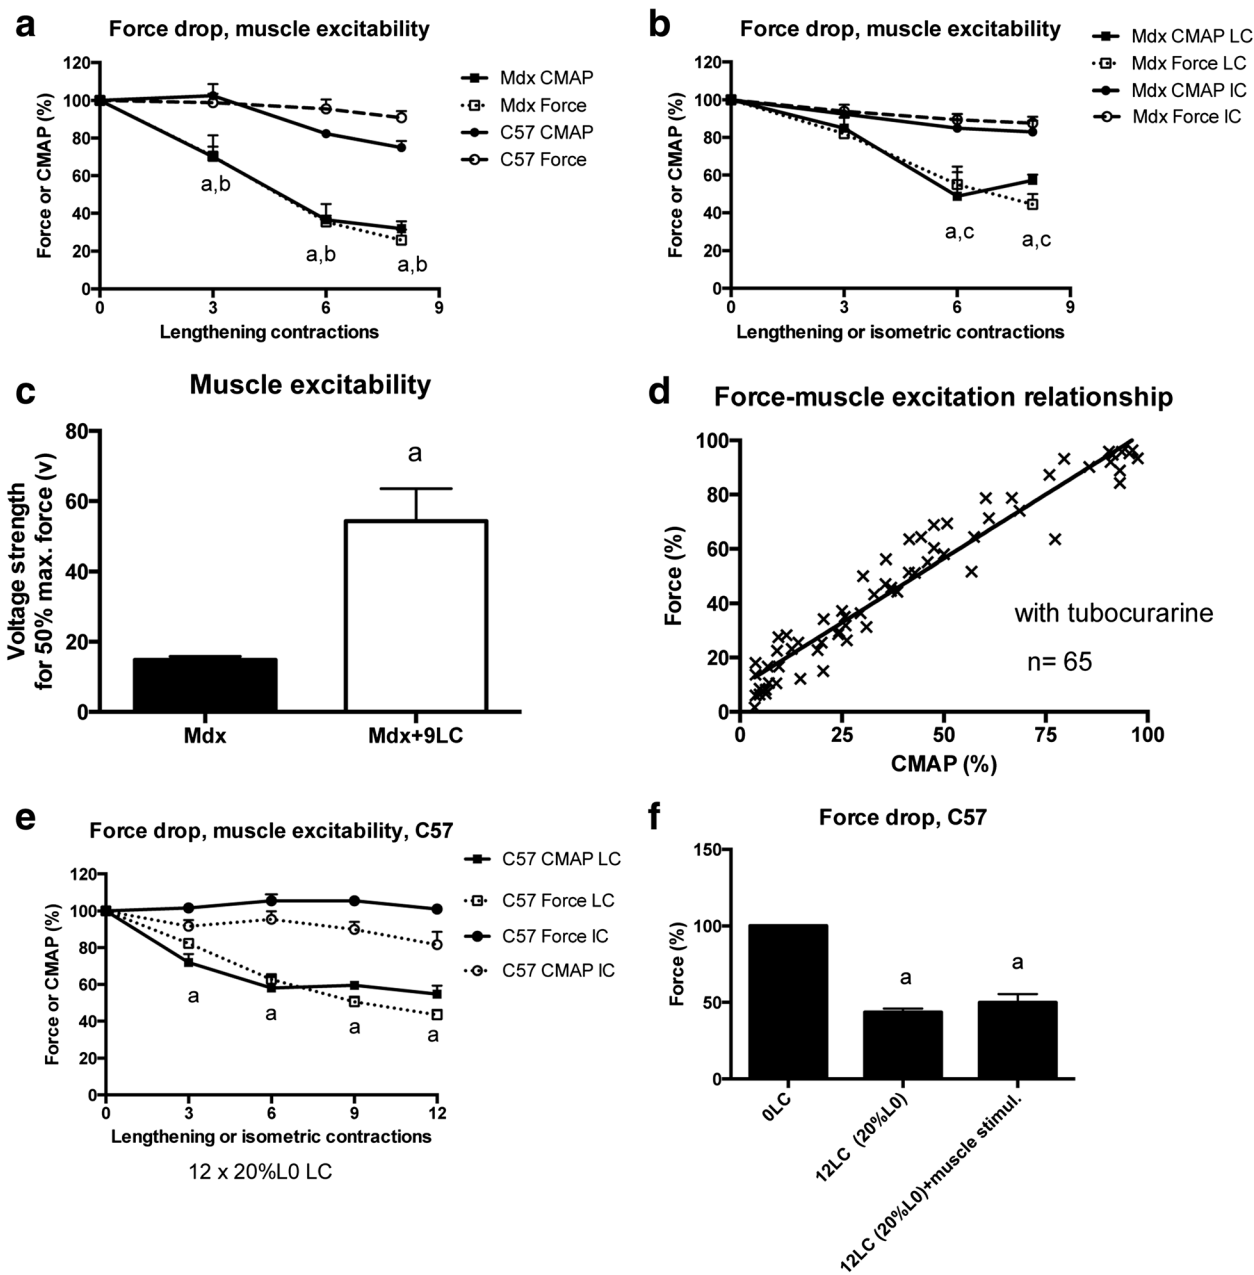 a
Force drop, muscle excitability
120
100
80
60
40
20
0
Force or CMAP (%)
a,b
a,b
a,b
0 3 6 9
Lengthening contractions
Mdx CMAP
Mdx Force
C57 CMAP
C57 Force
b
Force drop, muscle excitability
120
100
80
60
40
20
0
Force or CMAP (%)
a,c
a,c
0 3 6 9
Lengthening or isometric contractions
Mdx CMAP LC
Mdx Force LC
Mdx CMAP IC
Mdx Force IC
c
Muscle excitability
80
60
40
20
0
Voltage strength
for 50% max. force (v)
a
Mdx Mdx+9LC
d
Force-muscle excitation relationship
100
80
60
40
20
0
Force (%)
with tubocurarine
n= 65
0 25 50 75 100
CMAP (%)
e
Force drop, muscle excitability, C57
120
100
80
60
40
20
0
Force or CMAP (%)
a
a
a
a
0 3 6 9 12
Lengthening or isometric contractions
12 x 20%L0 LC
C57 CMAP LC
C57 Force LC
C57 Force IC
C57 CMAP IC
f
Force drop, C57
150
100
50
0
Force (%)
a
a
0LC
12LC (20%L0)
12LC (20%L0)+muscle stimul.